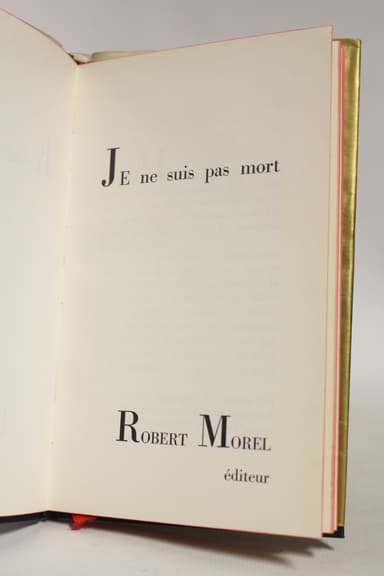 JE ne suis pas mort
ROBERT MOREL
éditeur